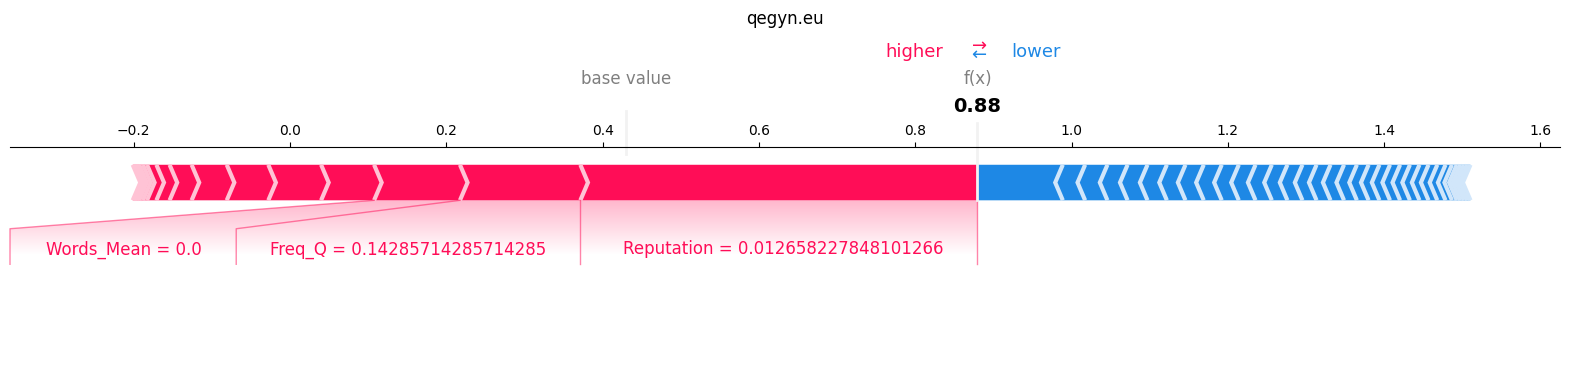 qegyn.eu
higher ⇄ lower
base value f(x)
0.88
−0.2 0.0 0.2 0.4 0.6 0.8 1.0 1.2 1.4 1.6
Words_Mean = 0.0 Freq_Q = 0.14285714285714285 Reputation = 0.012658227848101266